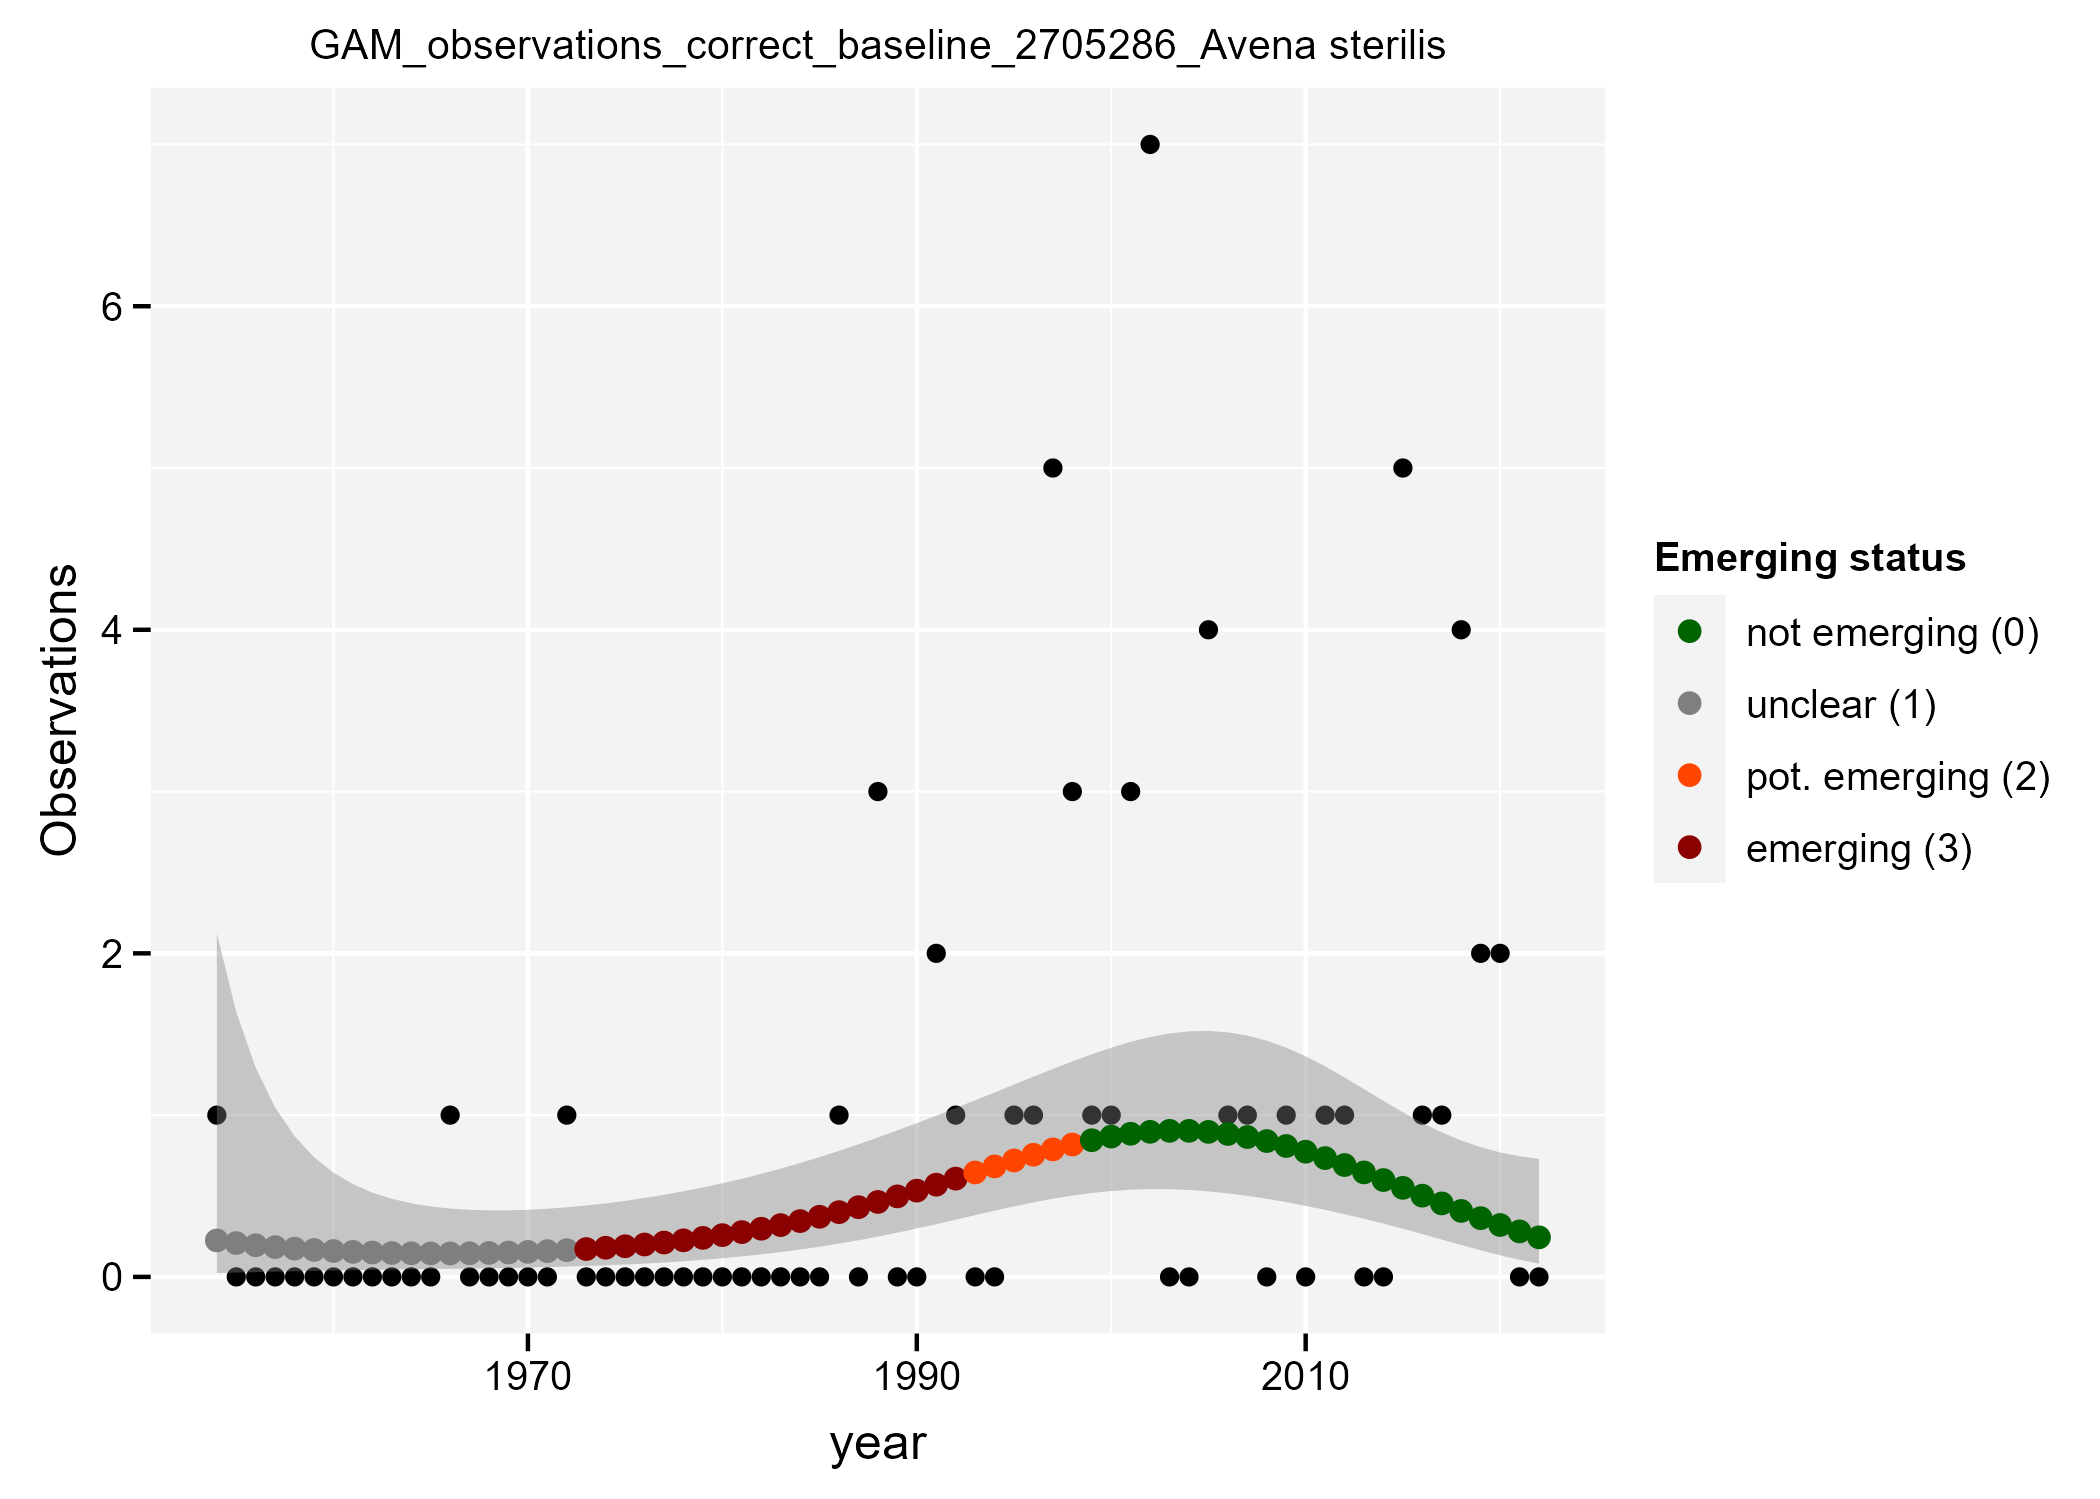 GAM_observations_correct_baseline_2705286_Avena sterilis
Observations
6
4
2
0
1970
1990
2010
year
Emerging status
not emerging (0)
unclear (1)
pot. emerging (2)
emerging (3)